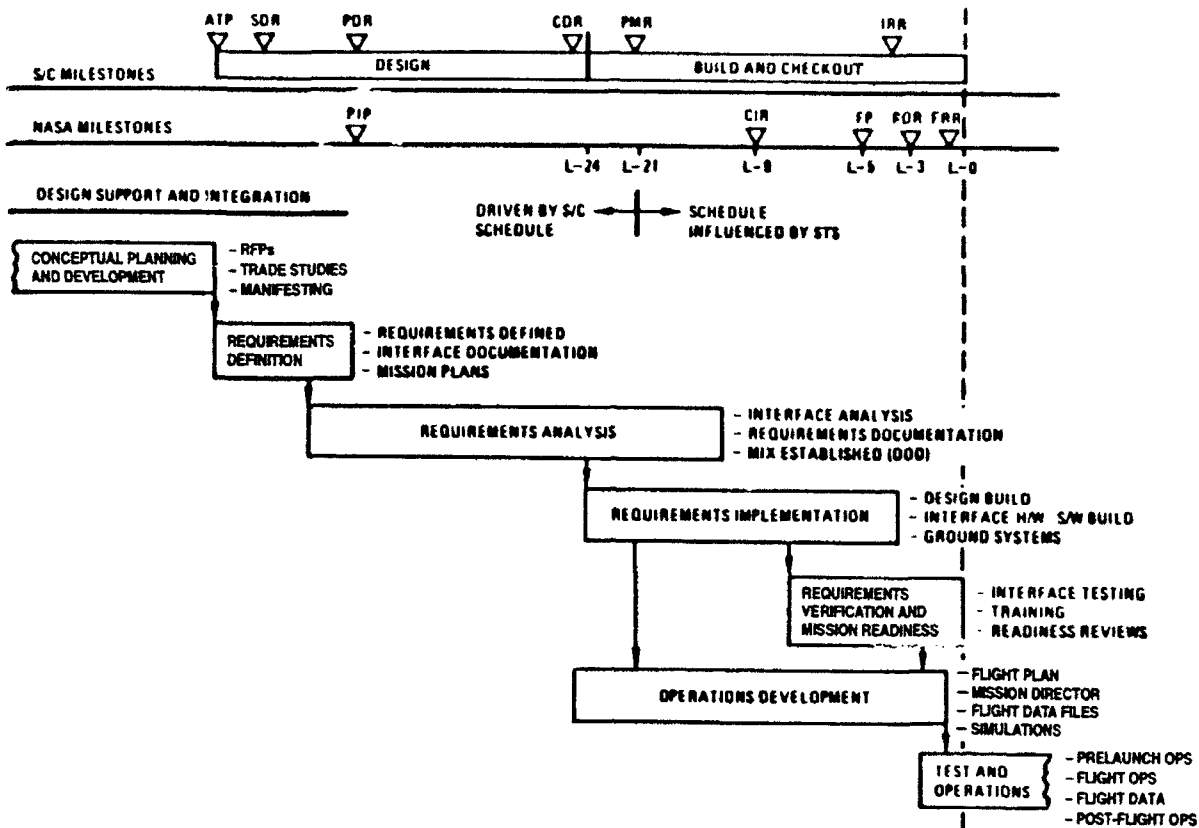 ATP SDR PDR CDR PMR IRR
DESIGN BUILD AND CHECKOUT
S/C MILESTONES
NASA MILESTONES
PIP CIR FP FOR FRR
L-24 L-21 L-9 L-5 L-3 L-0
DESIGN SUPPORT AND INTEGRATION
DRIVEN BY S/C
SCHEDULE
SCHEDULE
INFLUENCED BY STS
CONCEPTUAL PLANNING
AND DEVELOPMENT
- RFPs
- TRADE STUDIES
- MANIFESTING
REQUIREMENTS
DEFINITION
- REQUIREMENTS DEFINED
- INTERFACE DOCUMENTATION
- MISSION PLANS
REQUIREMENTS ANALYSIS
- INTERFACE ANALYSIS
- REQUIREMENTS DOCUMENTATION
- MIX ESTABLISHED (DOD)
REQUIREMENTS IMPLEMENTATION
- DESIGN BUILD
- INTERFACE H/W S/W BUILD
- GROUND SYSTEMS
REQUIREMENTS
VERIFICATION AND
MISSION READINESS
- INTERFACE TESTING
- TRAINING
- READINESS REVIEWS
OPERATIONS DEVELOPMENT
- FLIGHT PLAN
- MISSION DIRECTOR
- FLIGHT DATA FILES
- SIMULATIONS
TEST AND
OPERATIONS
- PRELAUNCH OPS
- FLIGHT OPS
- FLIGHT DATA
- POST-FLIGHT OPS